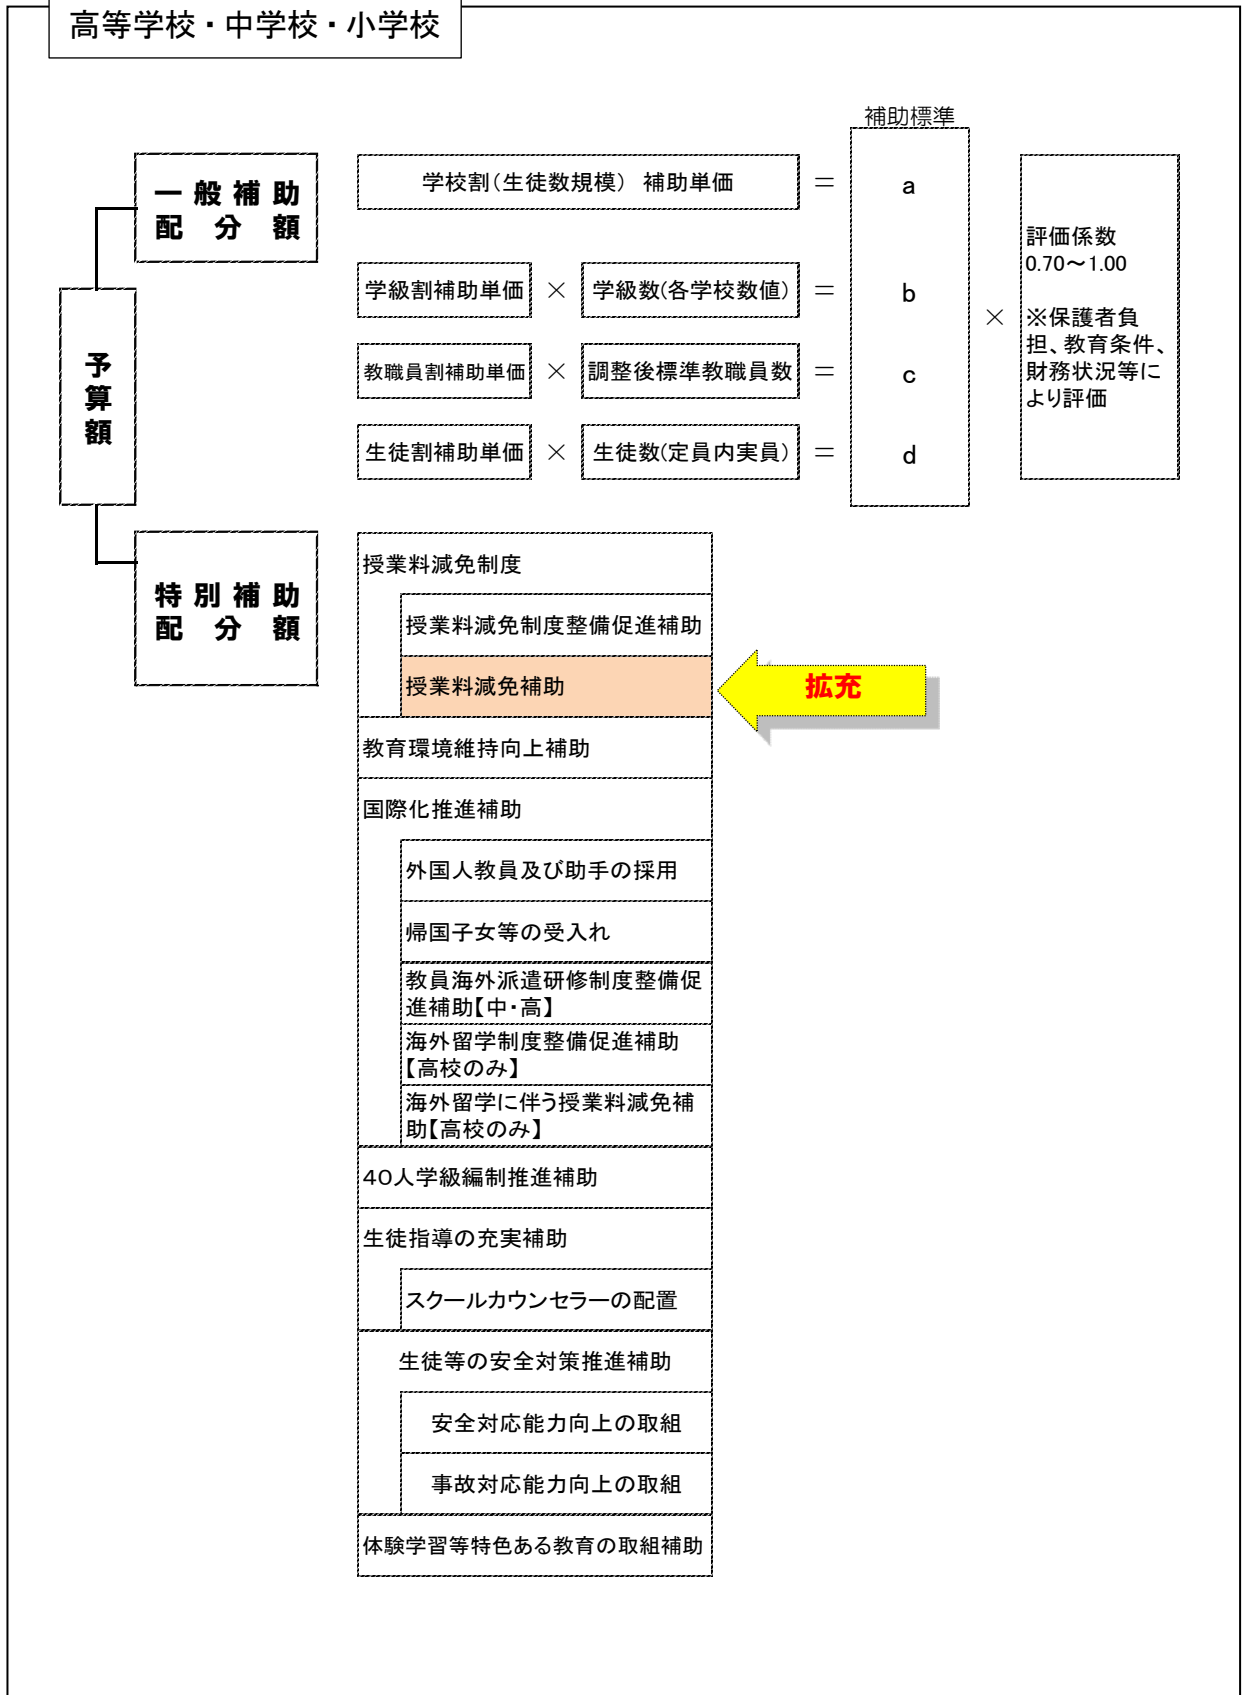 高等学校・中学校・小学校
補助標準
一般補助
配分額
学校割(生徒数規模) 補助単価 = a
学級割補助単価 × 学級数(各学校数値) = b
教職員割補助単価 × 調整後標準教職員数 = c
生徒割補助単価 × 生徒数(定員内実員) = d
×
評価係数
0.70～1.00
※保護者負
担、教育条件、
財務状況等に
より評価
予算額
特別補助
配分額
授業料減免制度
授業料減免制度整備促進補助
授業料減免補助
拡充
教育環境維持向上補助
国際化推進補助
外国人教員及び助手の採用
帰国子女等の受入れ
教員海外派遣研修制度整備促
進補助【中・高】
海外留学制度整備促進補助
【高校のみ】
海外留学に伴う授業料減免補
助【高校のみ】
40人学級編制推進補助
生徒指導の充実補助
スクールカウンセラーの配置
生徒等の安全対策推進補助
安全対応能力向上の取組
事故対応能力向上の取組
体験学習等特色ある教育の取組補助